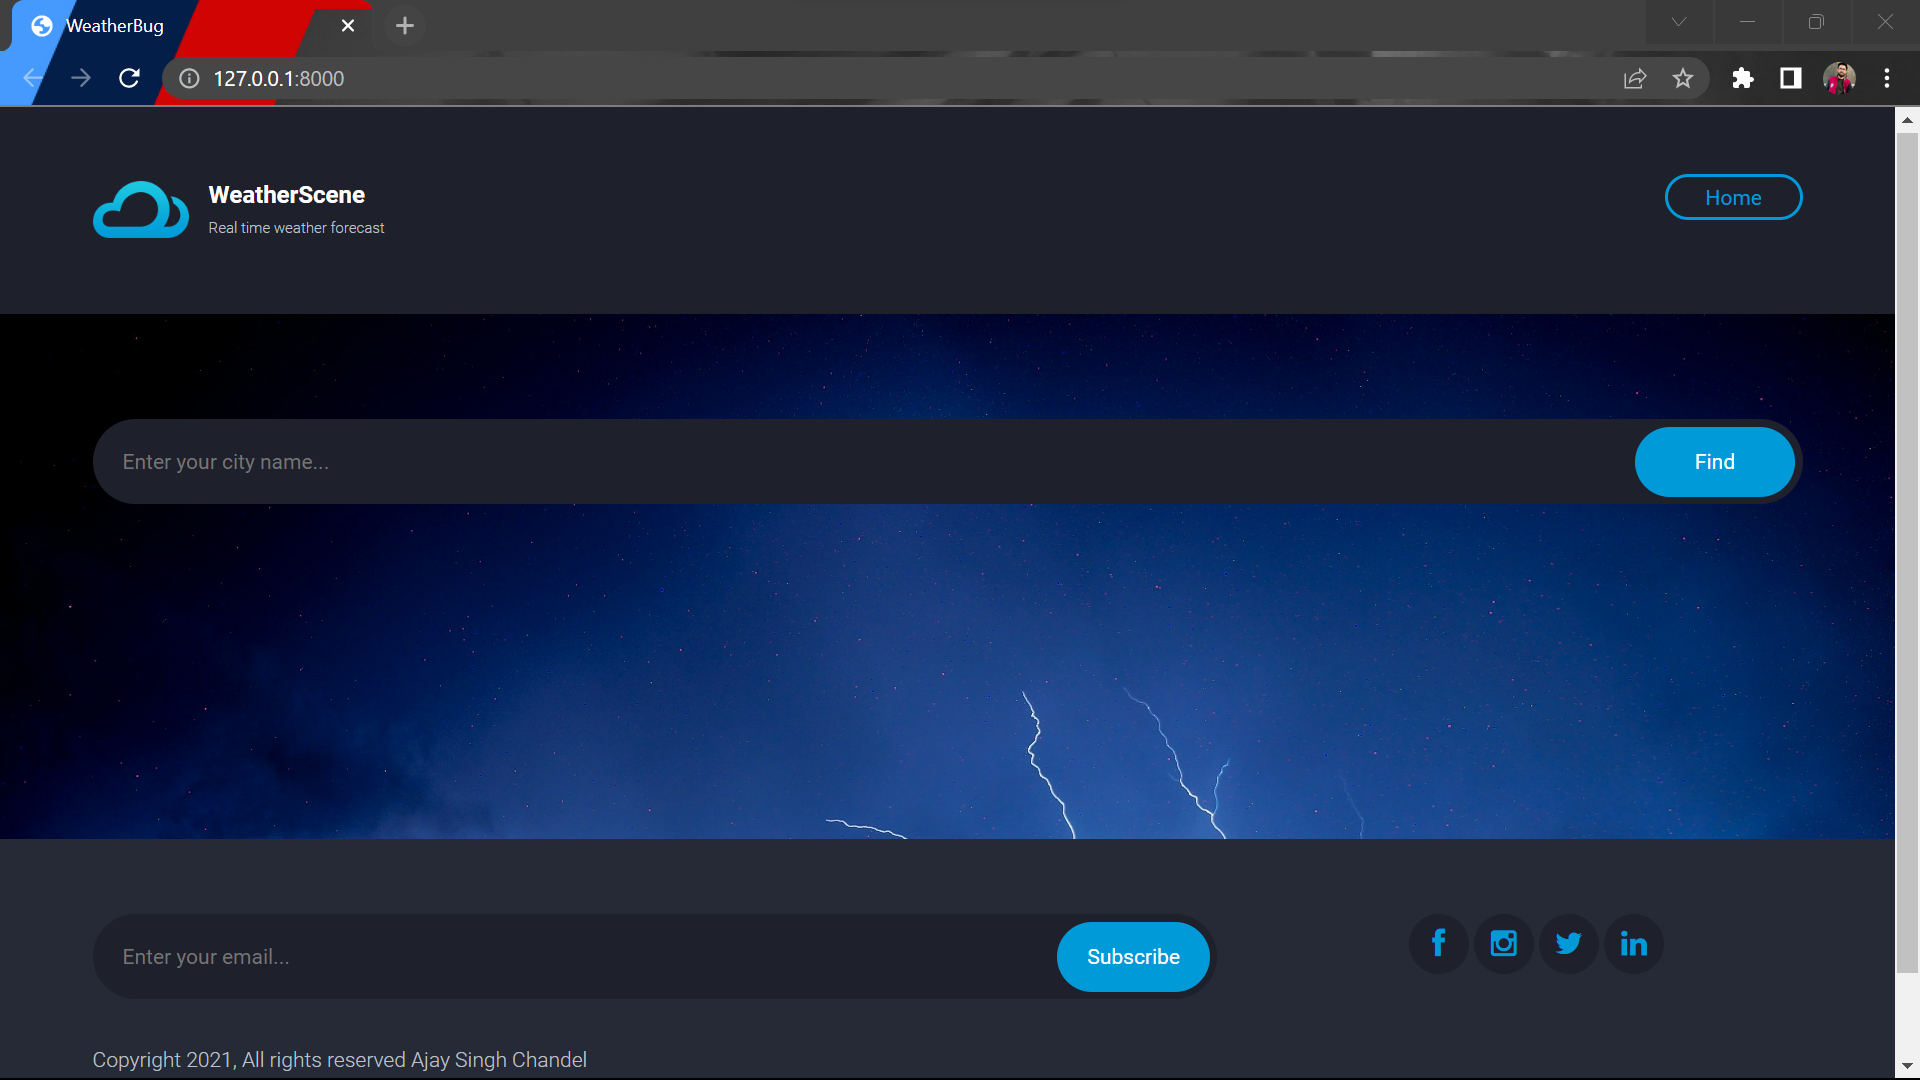 WeatherBug
127.0.0.1:8000
WeatherScene
Real time weather forecast
Home
Enter your city name...
Find
Enter your email...
Subscribe
Copyright 2021, All rights reserved Ajay Singh Chandel